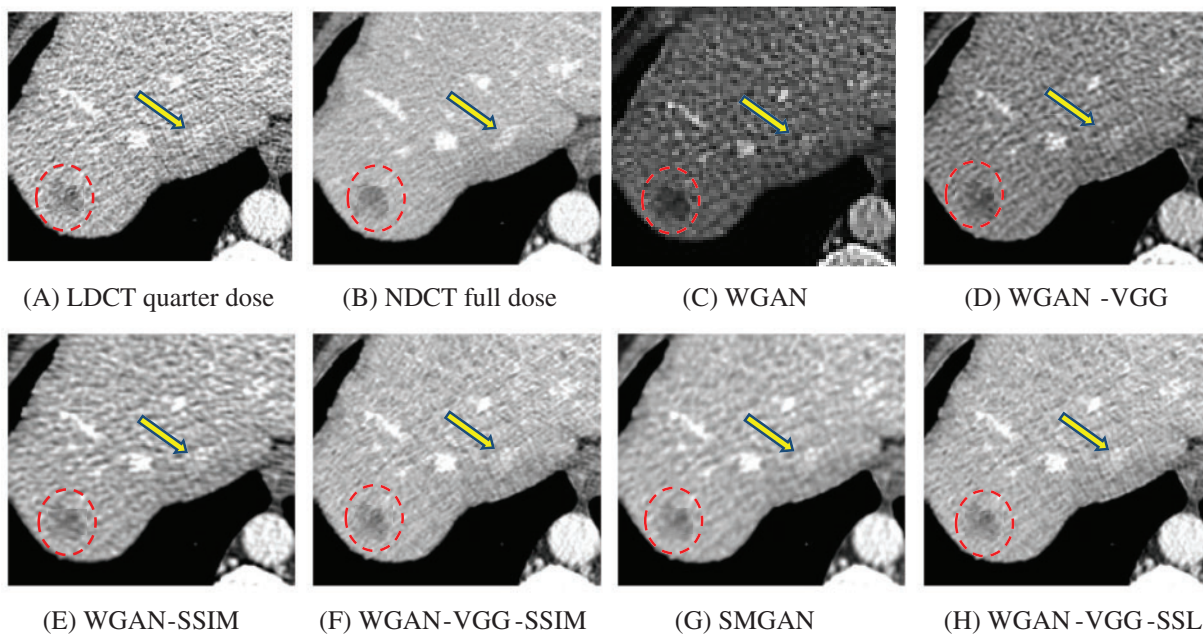 (A) LDCT quarter dose
(B) NDCT full dose
(C) WGAN
(D) WGAN -VGG
(E) WGAN-SSIM
(F) WGAN-VGG-SSIM
(G) SMGAN
(H) WGAN-VGG-SSL